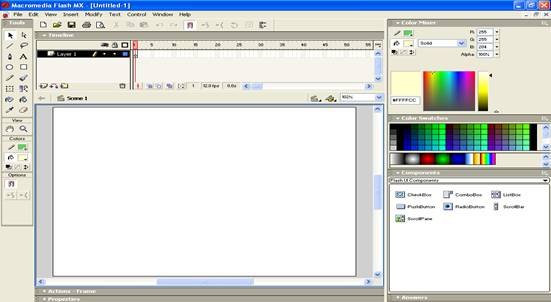 Macromedia Flash MX - [Untitled-1]
File Edit View Insert Modify Text Control Window Help
Tools
View
Colors
Options
Timeline
1 5 10 15 20 25 30 35 40 45 50 55
Layer 1
1 12.0 fps 0.0s
Scene 1
102%
Actions - Frame
Properties
Color Mixer
R: 255
Solid
G: 255
B: 204
Alpha: 100%
#FFFFCC
Color Swatches
Components
Flash UI Components
CheckBox ComboBox ListBox
PushButton RadioButton ScrollBar
ScrollPane
Answers